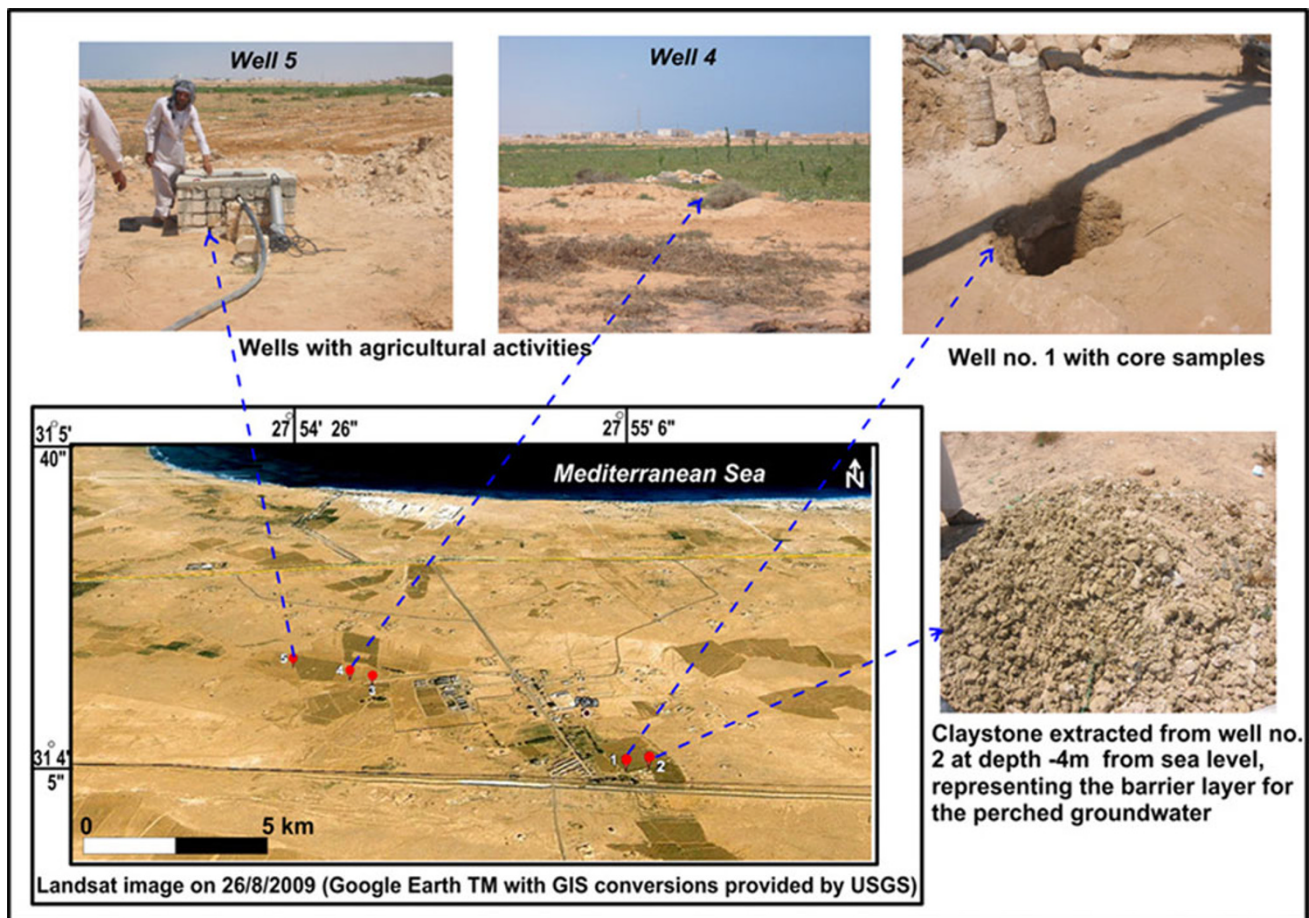 Well 5
Well 4
Wells with agricultural activities
Well no. 1 with core samples
27° 54' 26"
27° 55' 6"
31° 5'
40"
Mediterranean Sea
N
5
4
3
1
2
31° 4'
5"
0 5 km
Claystone extracted from well no.
2 at depth -4m from sea level,
representing the barrier layer for
the perched groundwater
Landsat image on 26/8/2009 (Google Earth TM with GIS conversions provided by USGS)